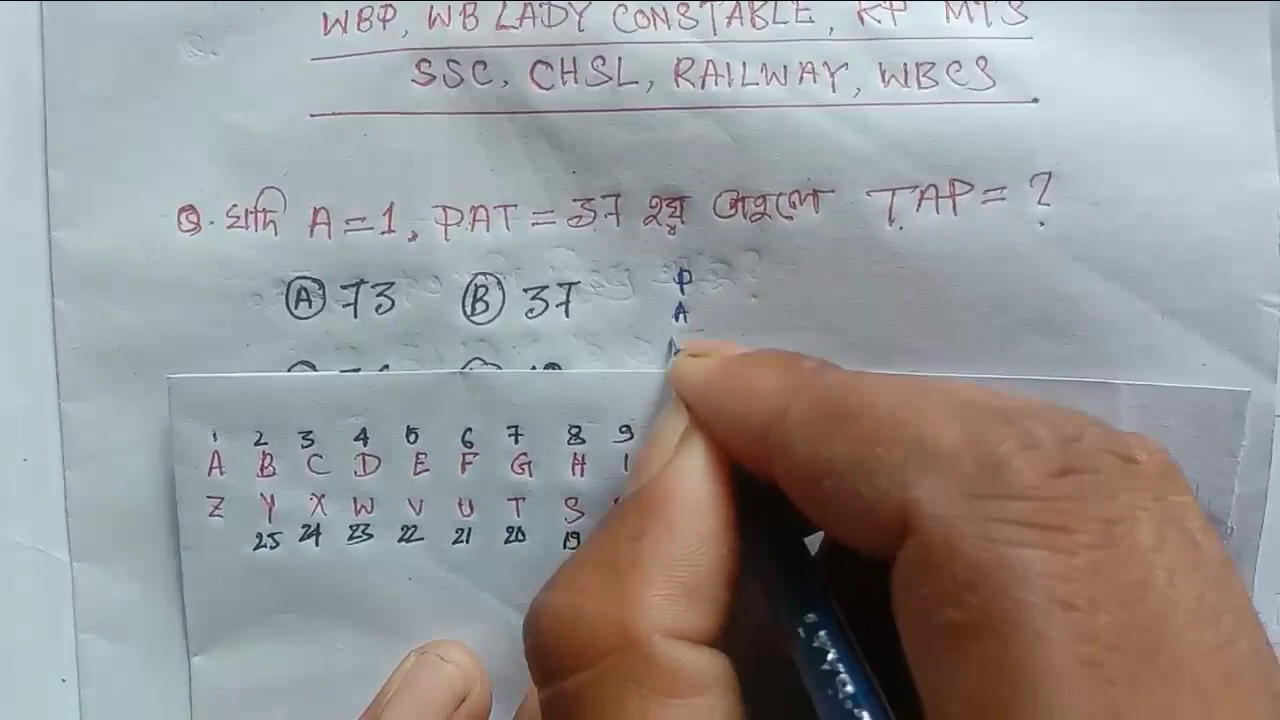 WBP, WB LADY CONSTABLE, KP MTS
SSC, CHSL, RAILWAY, WBCS
Q. যদি A = 1, PAT = 37 হয় তাহলে TAP = ?
A 73 B 37
P
A
1 2 3 4 5 6 7 8 9
A B C D E F G H I
Z Y X W V U T S
25 24 23 22 21 20 19